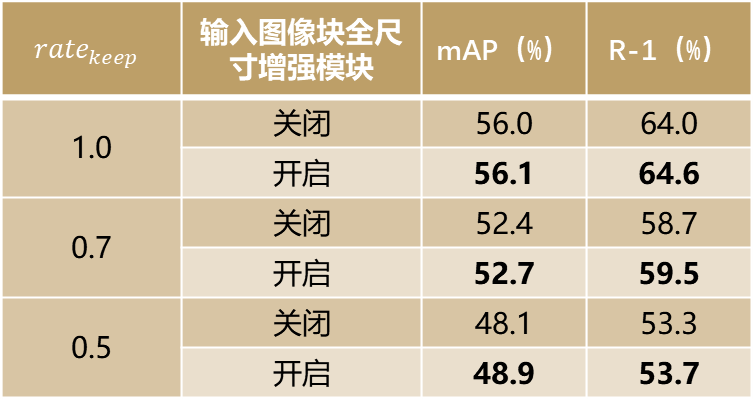 rate_keep 输入图像块全尺寸增强模块 mAP（%） R-1（%）
1.0 关闭 56.0 64.0
开启 56.1 64.6
0.7 关闭 52.4 58.7
开启 52.7 59.5
0.5 关闭 48.1 53.3
开启 48.9 53.7